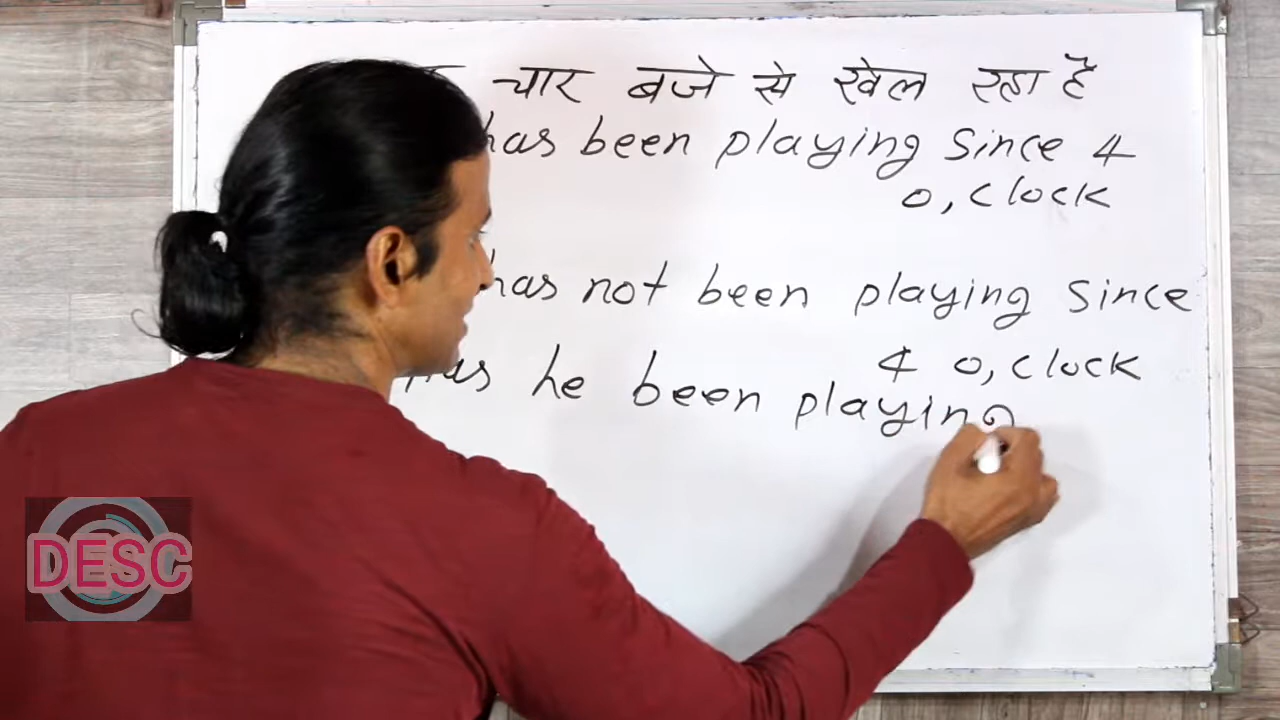 चार बजे से खेल रहा है
has been playing since 4
o, clock
has not been playing since
4 o, clock
has he been playing
DESC